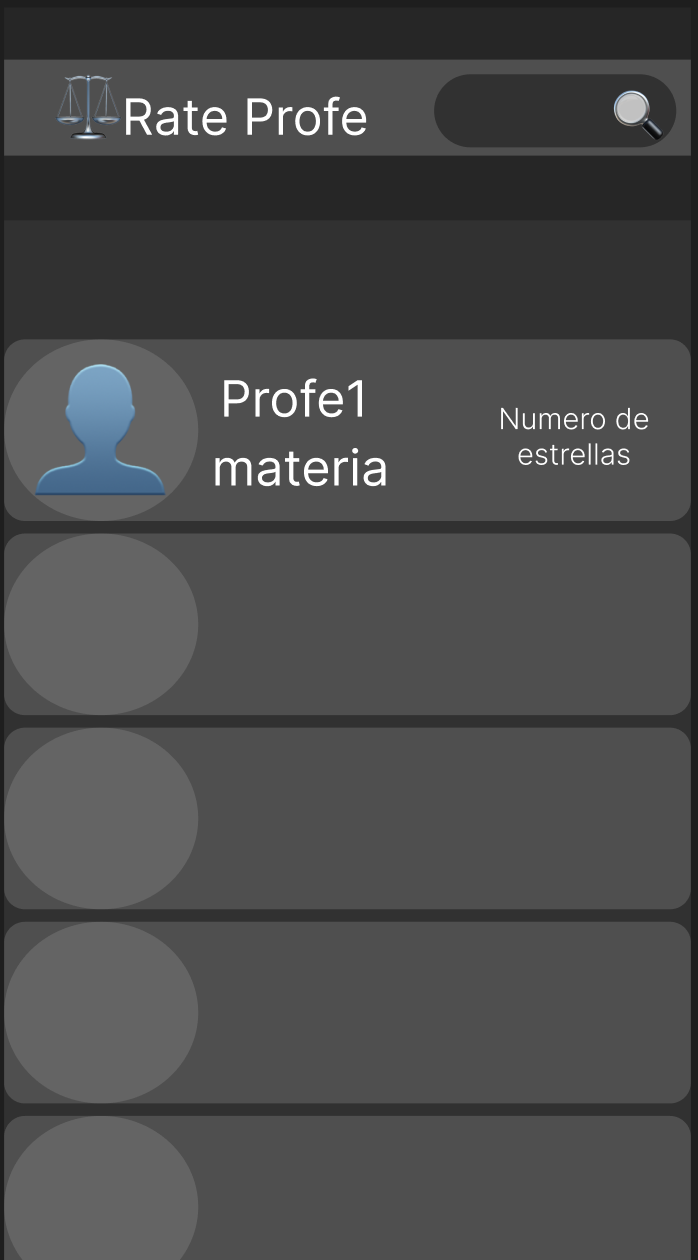 Rate Profe
Profe1
materia
Numero de
estrellas